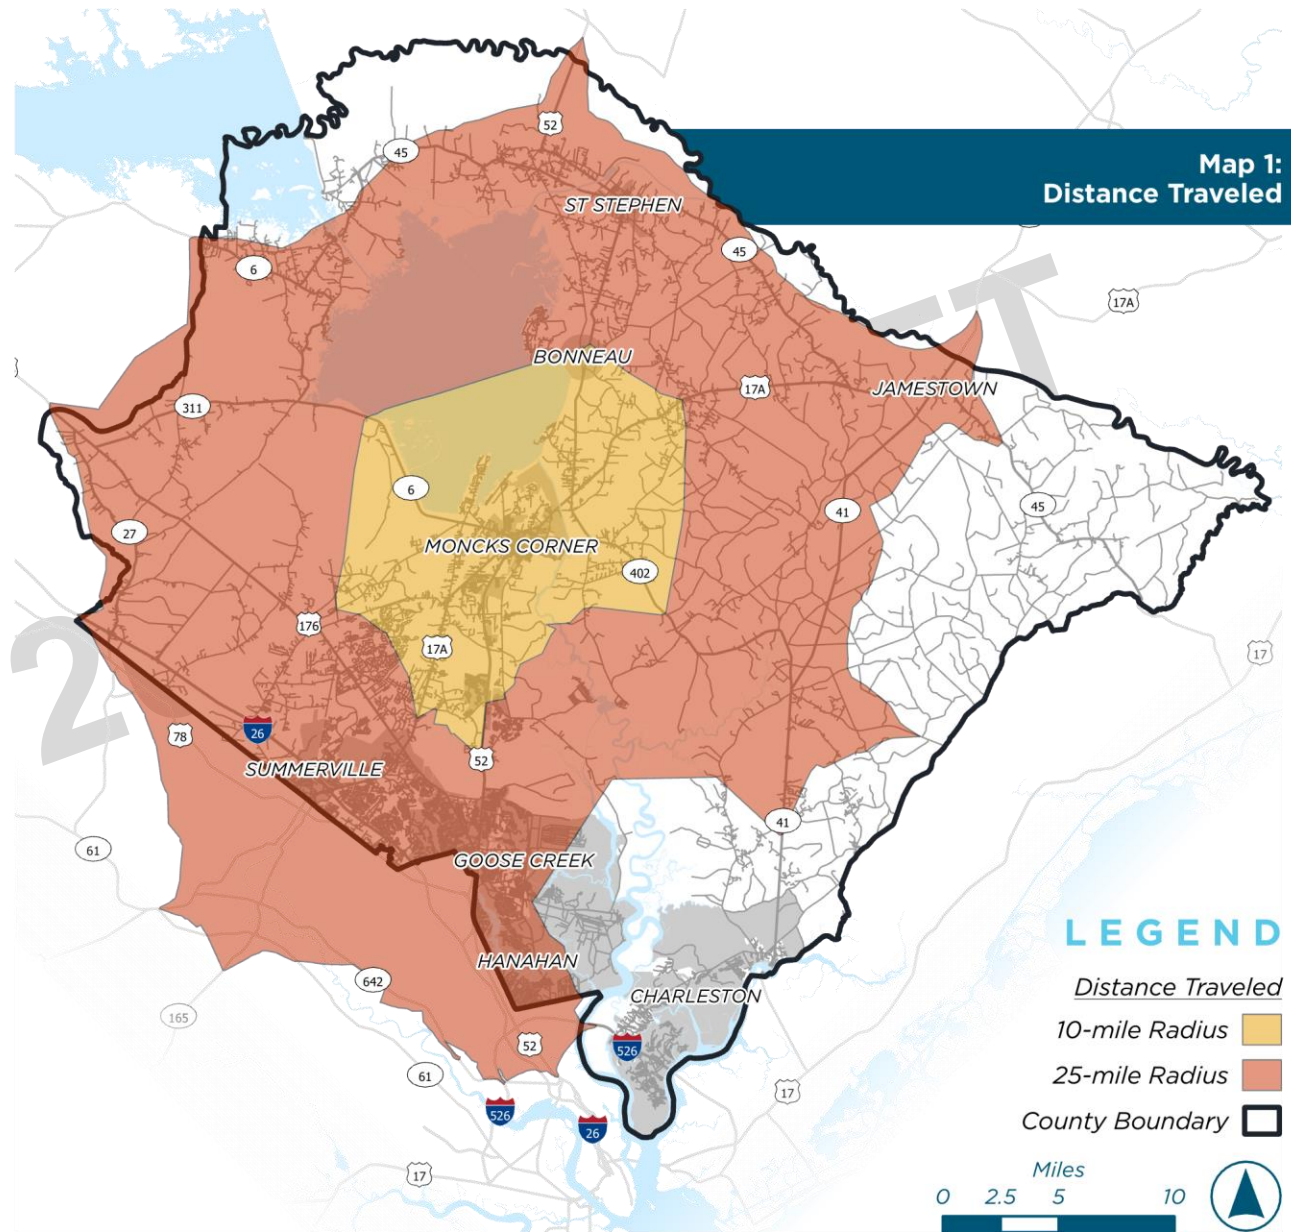 52
45
Map 1:
Distance Traveled
ST STEPHEN
45
6
17A
BONNEAU
17A
JAMESTOWN
311
6
45
41
27
MONCKS CORNER
402
176
17A
17
26
78
52
SUMMERVILLE
41
61
GOOSE CREEK
LEGEND
HANAHAN
642
Distance Traveled
CHARLESTON
165
10-mile Radius
52
526
61
25-mile Radius
17
526
County Boundary
26
17
Miles
0 2.5 5 10